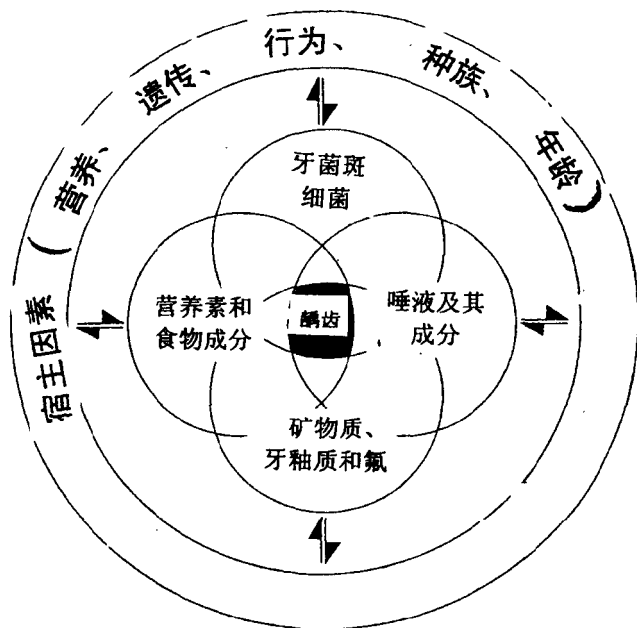 宿主因素（营养、遗传、行为、种族、年龄）
牙菌斑
细菌
营养素和
食物成分
龋齿
唾液及其
成分
矿物质、
牙釉质和氟